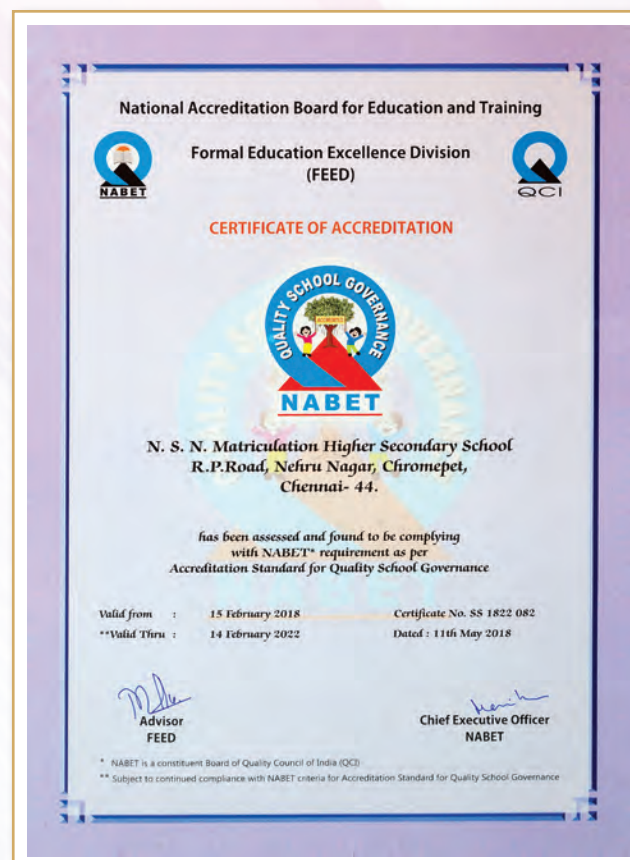 National Accreditation Board for Education and Training
Formal Education Excellence Division
(FEED)
NABET
QCI
CERTIFICATE OF ACCREDITATION
QUALITY SCHOOL GOVERNANCE
ACCREDITED
NABET
N. S. N. Matriculation Higher Secondary School
R.P.Road, Nehru Nagar, Chromepet,
Chennai- 44.
has been assessed and found to be complying
with NABET* requirement as per
Accreditation Standard for Quality School Governance
Valid from : 15 February 2018 Certificate No. SS 1822 082
**Valid Thru : 14 February 2022 Dated : 11th May 2018
Advisor
FEED
Chief Executive Officer
NABET
* NABET is a constituent Board of Quality Council of India (QCI)
** Subject to continued compliance with NABET criteria for Accreditation Standard for Quality School Governance